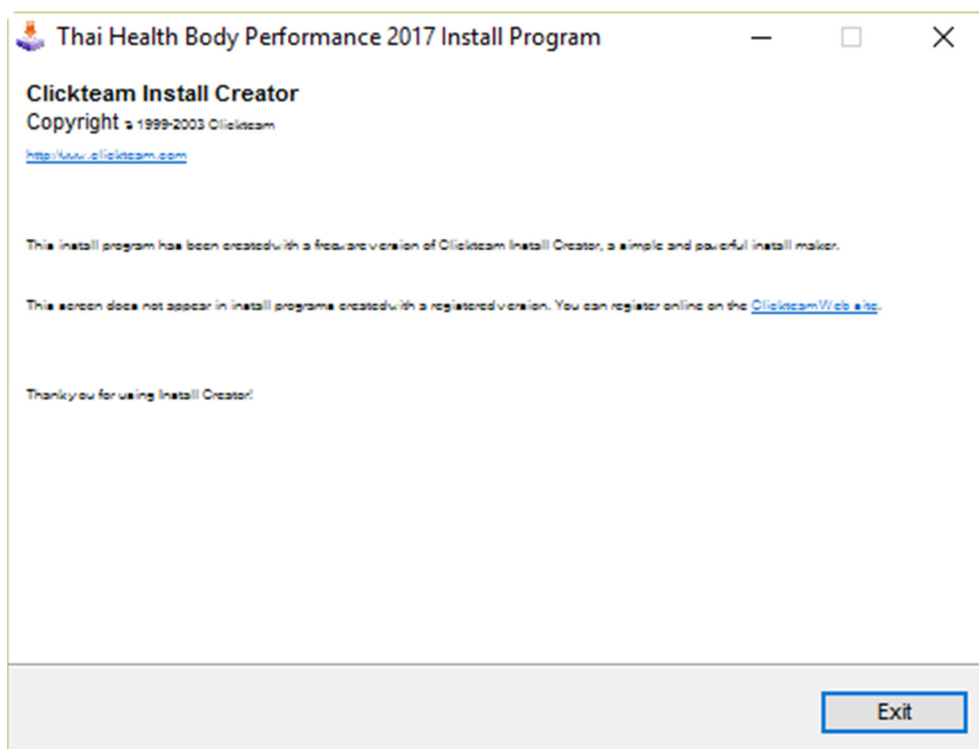 Thai Health Body Performance 2017 Install Program
Clickteam Install Creator
Copyright 1999-2003 Clickteam
http://www.clickteam.com
This install program has been created with a freeware version of Clickteam Install Creator, a simple and powerful install maker.
This screen does not appear in install programs created with a registered version. You can register online on the Clickteam Web site.
Thank you for using Install Creator!
Exit